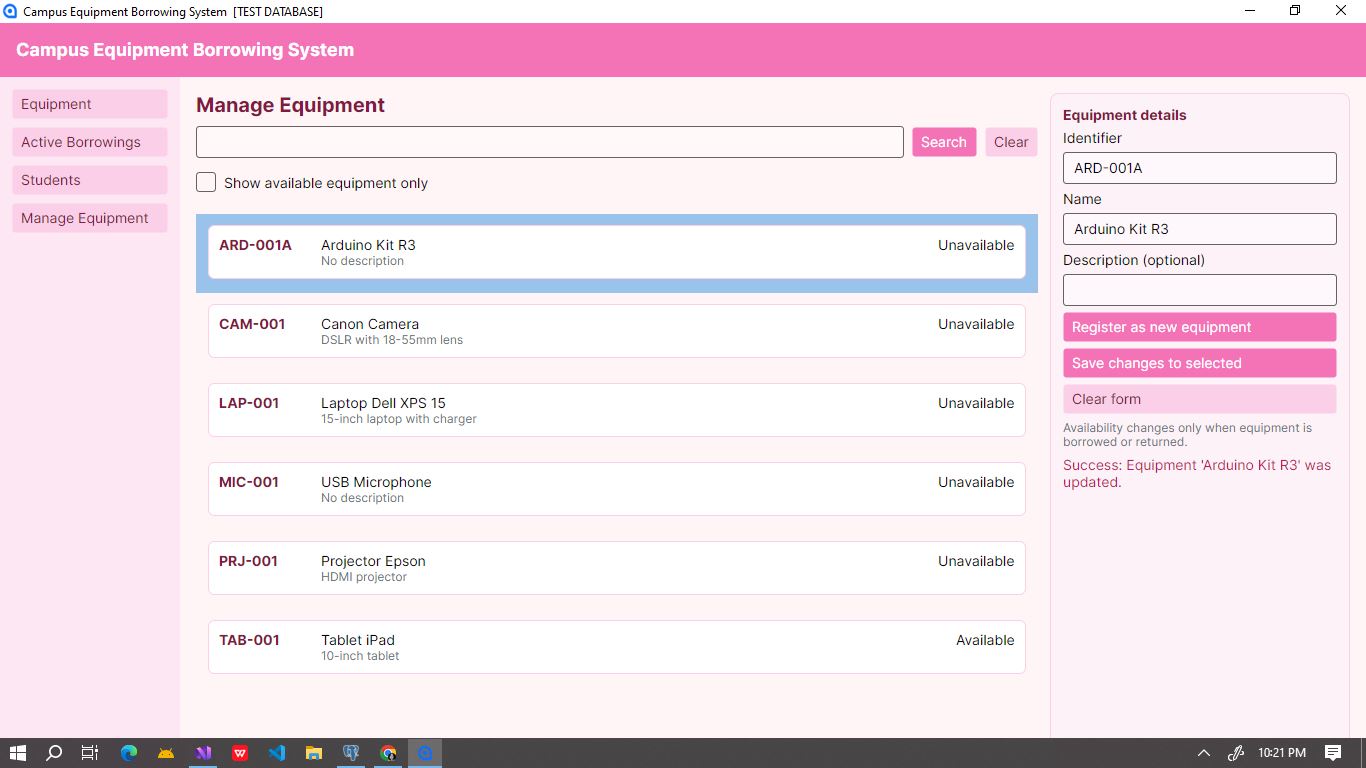 Campus Equipment Borrowing System [TEST DATABASE]
Campus Equipment Borrowing System
Equipment
Active Borrowings
Students
Manage Equipment
Manage Equipment
Search
Clear
Show available equipment only
ARD-001A Arduino Kit R3 Unavailable
No description
CAM-001 Canon Camera Unavailable
DSLR with 18-55mm lens
LAP-001 Laptop Dell XPS 15 Unavailable
15-inch laptop with charger
MIC-001 USB Microphone Unavailable
No description
PRJ-001 Projector Epson Unavailable
HDMI projector
TAB-001 Tablet iPad Available
10-inch tablet
Equipment details
Identifier
ARD-001A
Name
Arduino Kit R3
Description (optional)
Register as new equipment
Save changes to selected
Clear form
Availability changes only when equipment is
borrowed or returned.
Success: Equipment 'Arduino Kit R3' was
updated.
10:21 PM